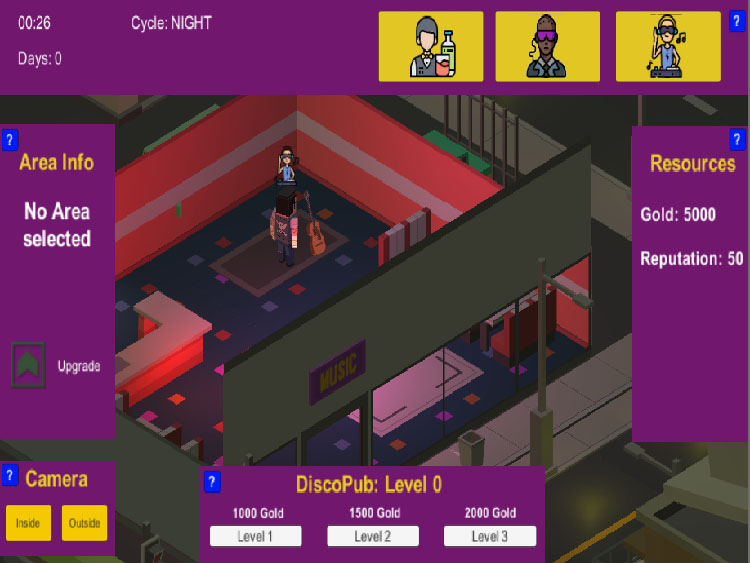 00:26
Cycle: NIGHT
?
Days: 0
?
Area Info
No Area
selected
?
Resources
Gold: 5000
Reputation: 50
Upgrade
MUSIC
?
Camera
Inside
Outside
?
DiscoPub: Level 0
1000 Gold
1500 Gold
2000 Gold
Level 1
Level 2
Level 3